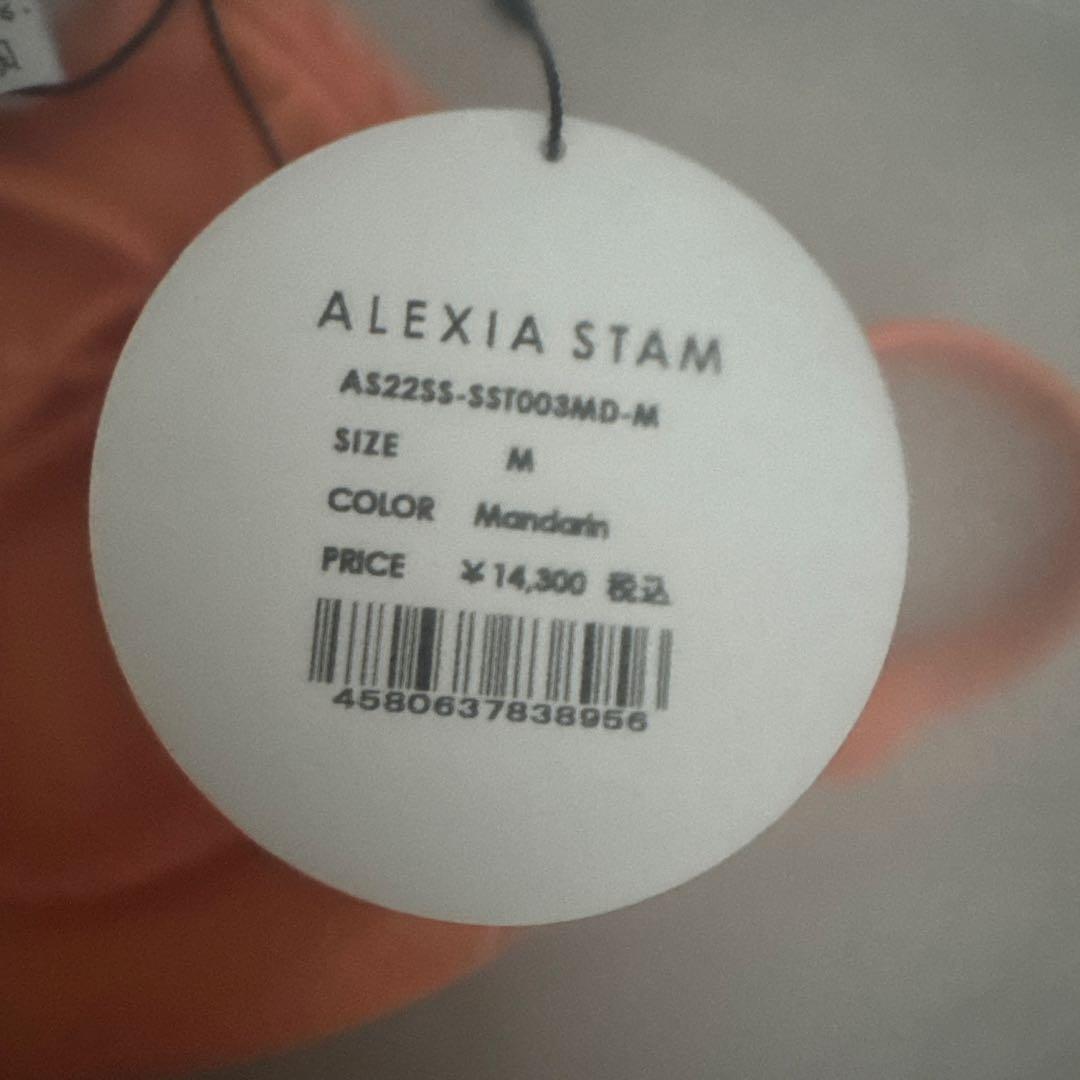 ALEXIA STAM
AS22SS-SST003MD-M
SIZE M
COLOR Mandarin
PRICE ¥14,300 税込
4580637838956